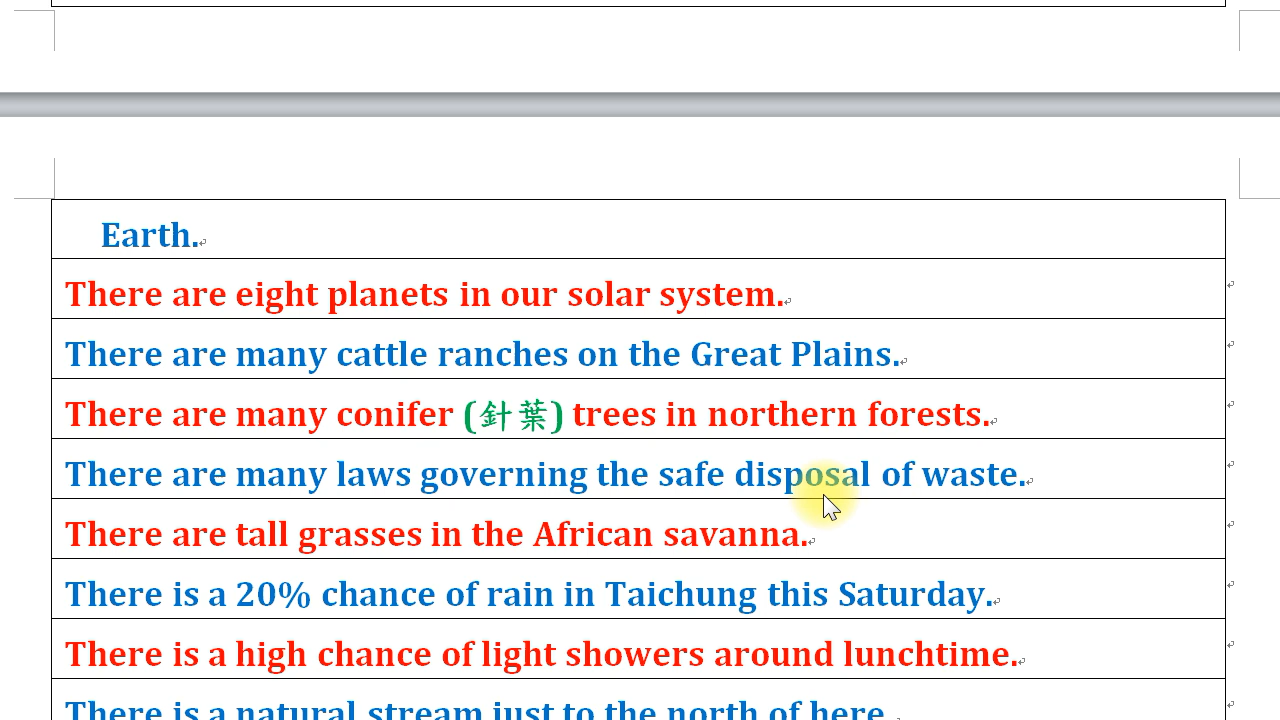 Earth.
There are eight planets in our solar system.
There are many cattle ranches on the Great Plains.
There are many conifer (針葉) trees in northern forests.
There are many laws governing the safe disposal of waste.
There are tall grasses in the African savanna.
There is a 20% chance of rain in Taichung this Saturday.
There is a high chance of light showers around lunchtime.
There is a natural stream just to the north of here.